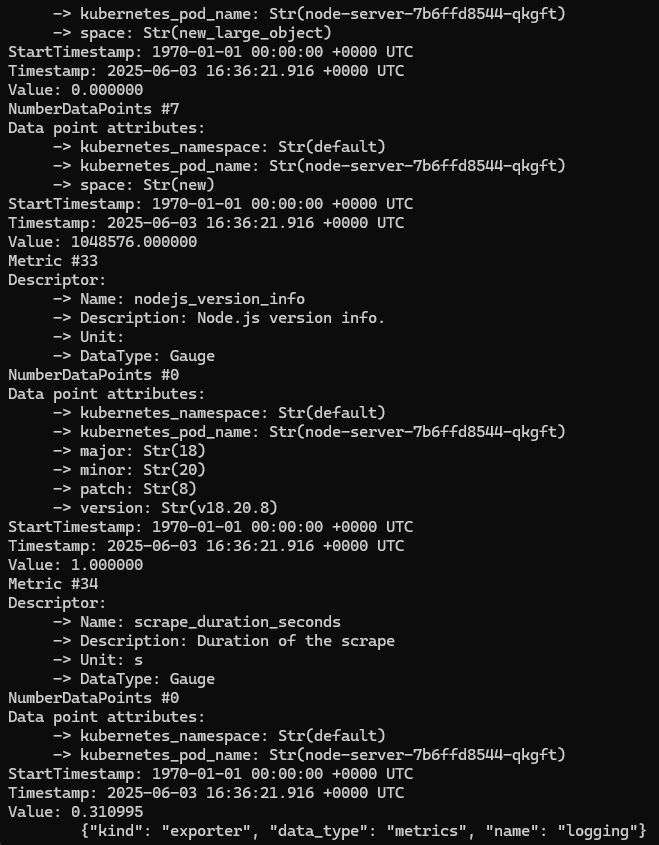 -> kubernetes_pod_name: Str(node-server-7b6ffd8544-qkgft)
-> space: Str(new_large_object)
StartTimestamp: 1970-01-01 00:00:00 +0000 UTC
Timestamp: 2025-06-03 16:36:21.916 +0000 UTC
Value: 0.000000
NumberDataPoints #7
Data point attributes:
-> kubernetes_namespace: Str(default)
-> kubernetes_pod_name: Str(node-server-7b6ffd8544-qkgft)
-> space: Str(new)
StartTimestamp: 1970-01-01 00:00:00 +0000 UTC
Timestamp: 2025-06-03 16:36:21.916 +0000 UTC
Value: 1048576.000000
Metric #33
Descriptor:
-> Name: nodejs_version_info
-> Description: Node.js version info.
-> Unit:
-> DataType: Gauge
NumberDataPoints #0
Data point attributes:
-> kubernetes_namespace: Str(default)
-> kubernetes_pod_name: Str(node-server-7b6ffd8544-qkgft)
-> major: Str(18)
-> minor: Str(20)
-> patch: Str(8)
-> version: Str(v18.20.8)
StartTimestamp: 1970-01-01 00:00:00 +0000 UTC
Timestamp: 2025-06-03 16:36:21.916 +0000 UTC
Value: 1.000000
Metric #34
Descriptor:
-> Name: scrape_duration_seconds
-> Description: Duration of the scrape
-> Unit: s
-> DataType: Gauge
NumberDataPoints #0
Data point attributes:
-> kubernetes_namespace: Str(default)
-> kubernetes_pod_name: Str(node-server-7b6ffd8544-qkgft)
StartTimestamp: 1970-01-01 00:00:00 +0000 UTC
Timestamp: 2025-06-03 16:36:21.916 +0000 UTC
Value: 0.310995
{"kind": "exporter", "data_type": "metrics", "name": "logging"}